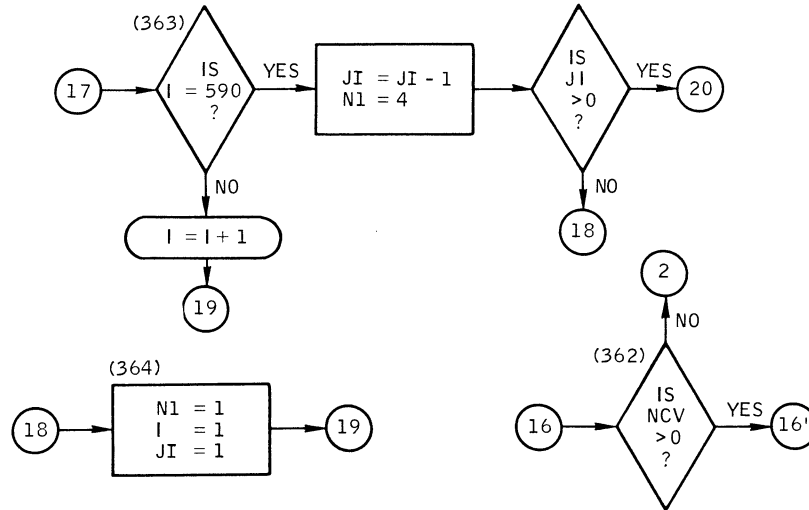 (363)
17
IS
I = 590
?
YES
JI = JI - 1
N1 = 4
IS
JI
>0
?
YES
20
NO
I = I + 1
19
NO
18
2
NO
(364)
18
N1 = 1
I = 1
JI = 1
19
(362)
16
IS
NCV
>0
?
YES
16'